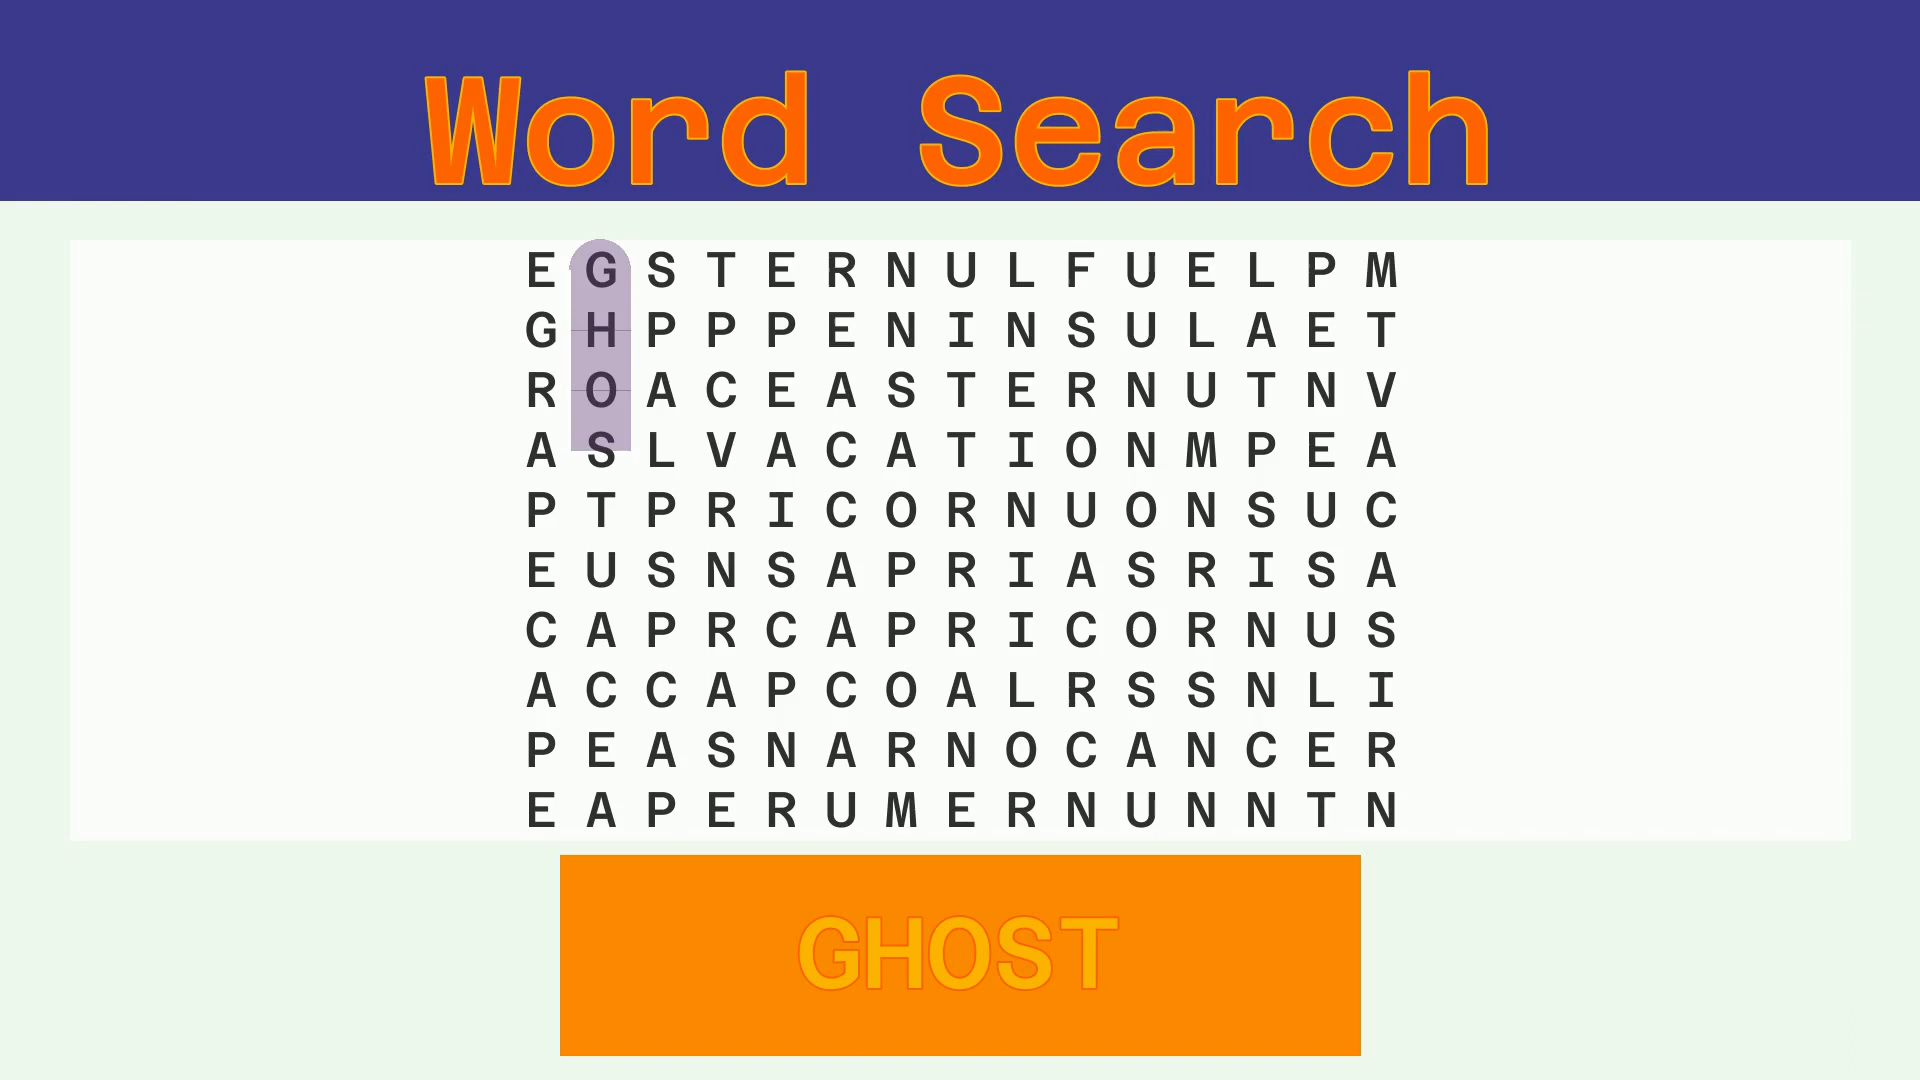 Word Search
E G S T E R N U L F U E L P M
G H P P P E N I N S U L A E T
R O A C E A S T E R N U T N V
A S L V A C A T I O N M P E A
P T P R I C O R N U O N S U C
E U S N S A P R I A S R I S A
C A P R C A P R I C O R N U S
A C C A P C O A L R S S N L I
P E A S N A R N O C A N C E R
E A P E R U M E R N U N N T N
GHOST